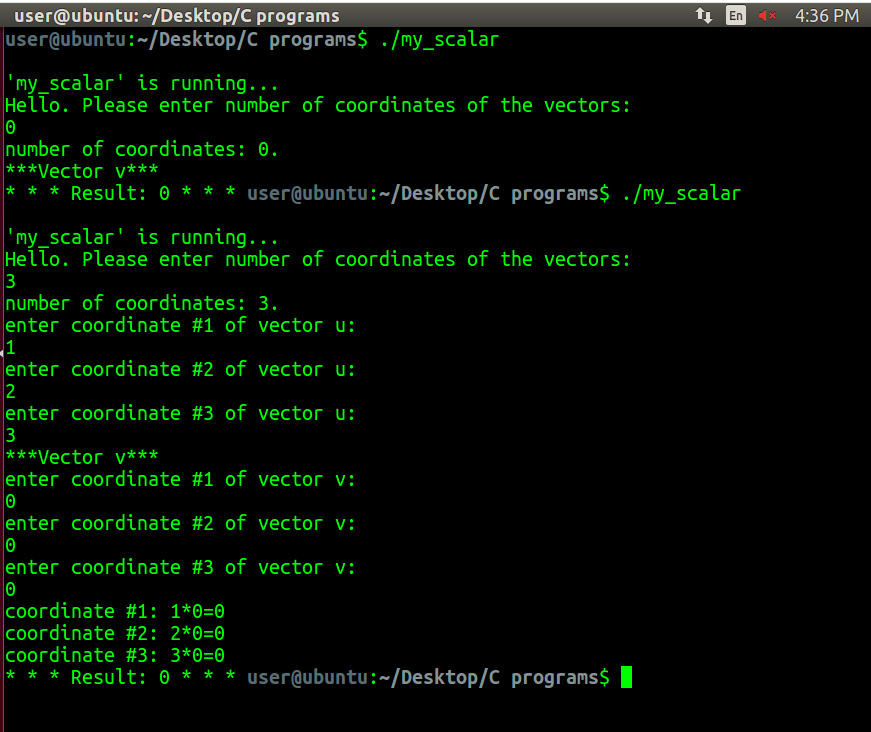 user@ubuntu: ~/Desktop/C programs En 4:36 PM
user@ubuntu:~/Desktop/C programs$ ./my_scalar
'my_scalar' is running...
Hello. Please enter number of coordinates of the vectors:
0
number of coordinates: 0.
***Vector v***
* * * Result: 0 * * * user@ubuntu:~/Desktop/C programs$ ./my_scalar
'my_scalar' is running...
Hello. Please enter number of coordinates of the vectors:
3
number of coordinates: 3.
enter coordinate #1 of vector u:
1
enter coordinate #2 of vector u:
2
enter coordinate #3 of vector u:
3
***Vector v***
enter coordinate #1 of vector v:
0
enter coordinate #2 of vector v:
0
enter coordinate #3 of vector v:
0
coordinate #1: 1*0=0
coordinate #2: 2*0=0
coordinate #3: 3*0=0
* * * Result: 0 * * * user@ubuntu:~/Desktop/C programs$